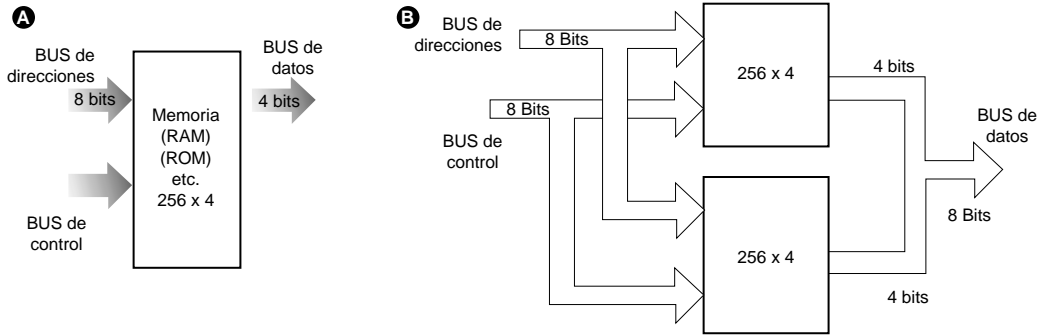 A
BUS de
direcciones
8 bits
BUS de
control
Memoria
(RAM)
(ROM)
etc.
256 x 4
BUS de
datos
4 bits
B
BUS de
direcciones
8 Bits
8 Bits
BUS de
control
256 x 4
256 x 4
4 bits
BUS de
datos
8 Bits
4 bits